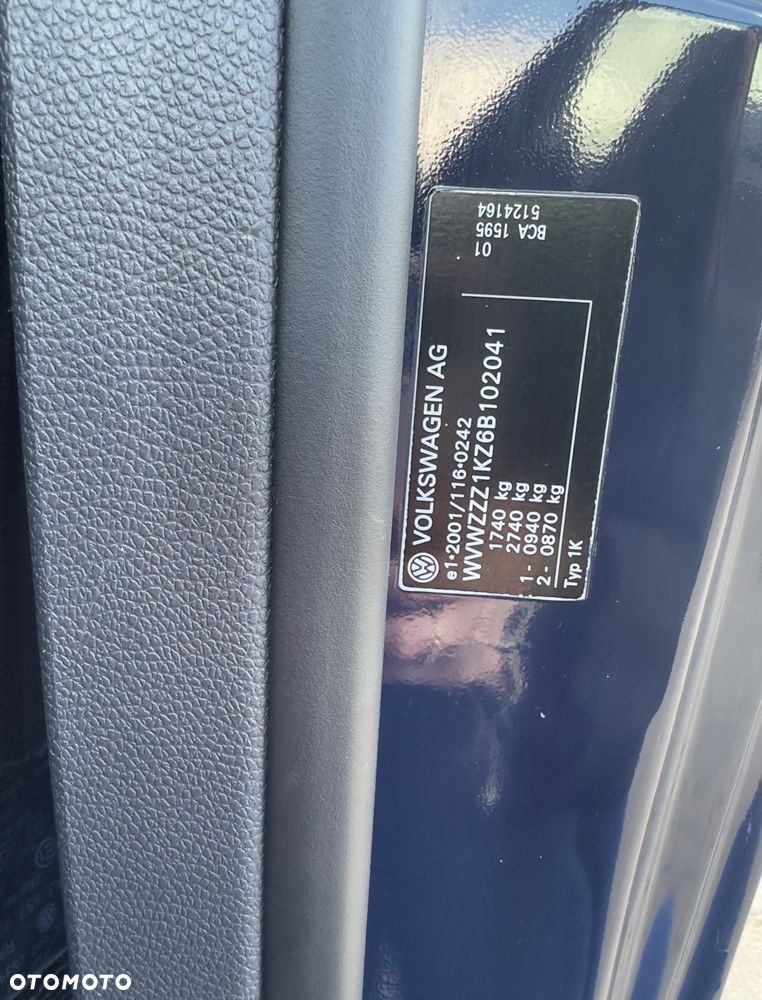 VOLKSWAGEN AG
e1*2001/116*0242
WVWZZZ1KZ6B102041
1740 kg
2740 kg
1 - 0940 kg
2 - 0870 kg
Typ 1K
01
BCA 1595
5124164
OTOMOTO